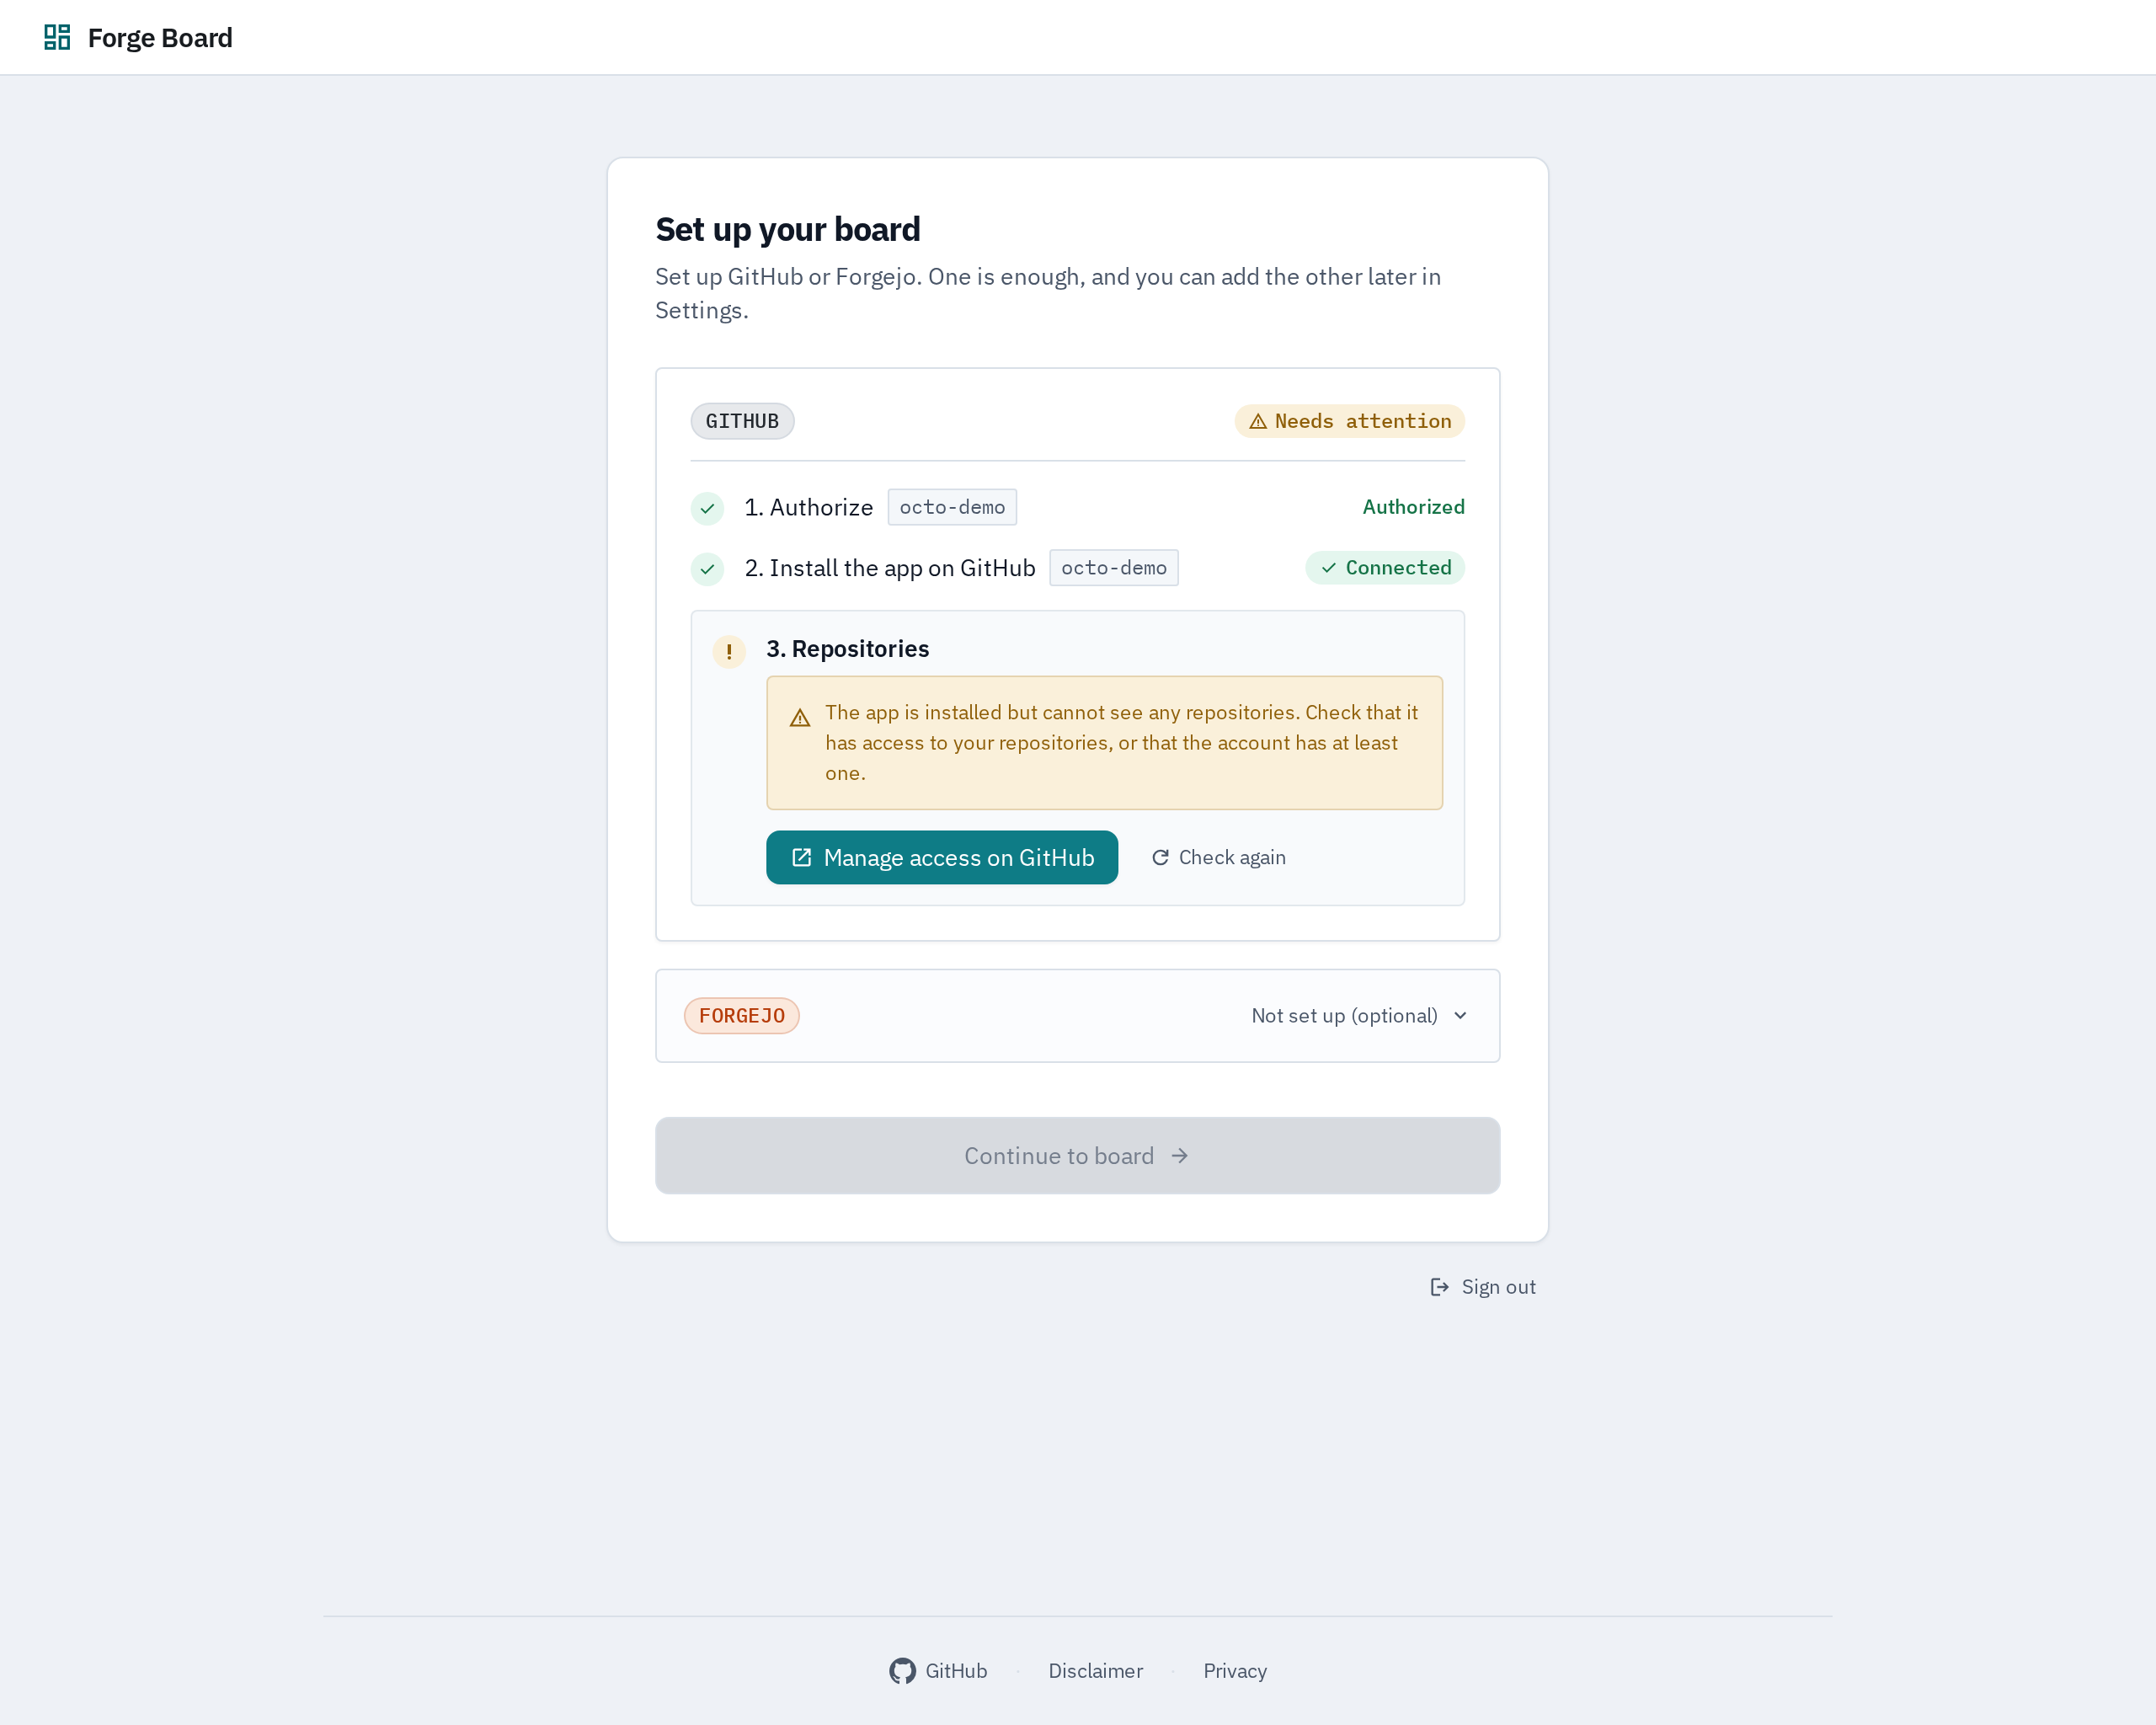 Forge Board
Set up your board
Set up GitHub or Forgejo. One is enough, and you can add the other later in
Settings.
GITHUB
Needs attention
1. Authorize octo-demo Authorized
2. Install the app on GitHub octo-demo Connected
3. Repositories
The app is installed but cannot see any repositories. Check that it
has access to your repositories, or that the account has at least
one.
Manage access on GitHub
Check again
FORGEJO
Not set up (optional)
Continue to board
Sign out
GitHub · Disclaimer · Privacy